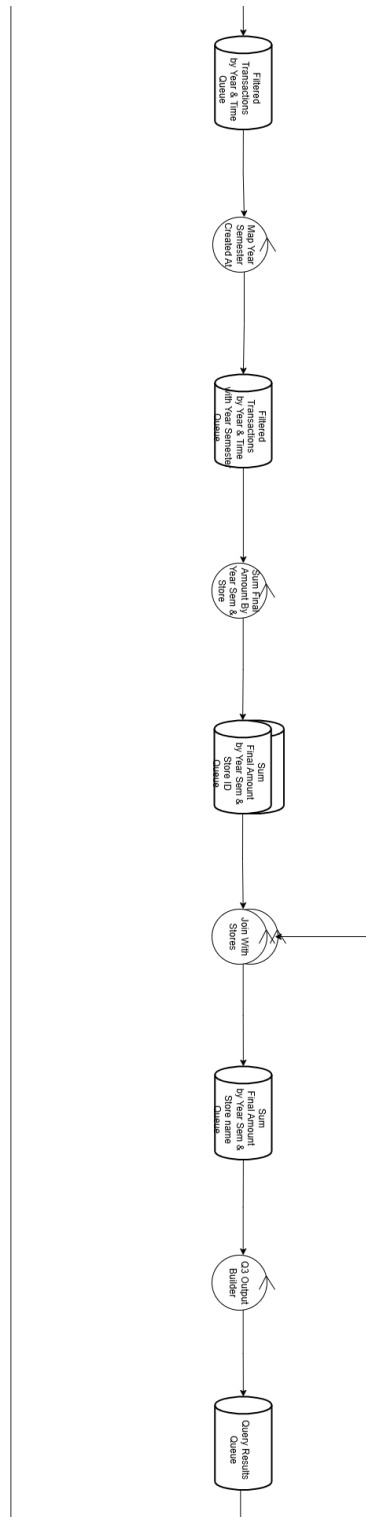 Filtered
Transactions
by Year & Time
Queue
Map Year
Semester
Created At
Filtered
Transactions
by Year & Time
with Year Semester
Queue
Sum Final
Amount By
Year Sem &
Store
Sum
Final Amount
by Year Sem &
Store ID
Queue
Join With
Stores
Sum
Final Amount
by Year Sem &
Store name
Queue
Q3 Output
Builder
Query Results
Queue